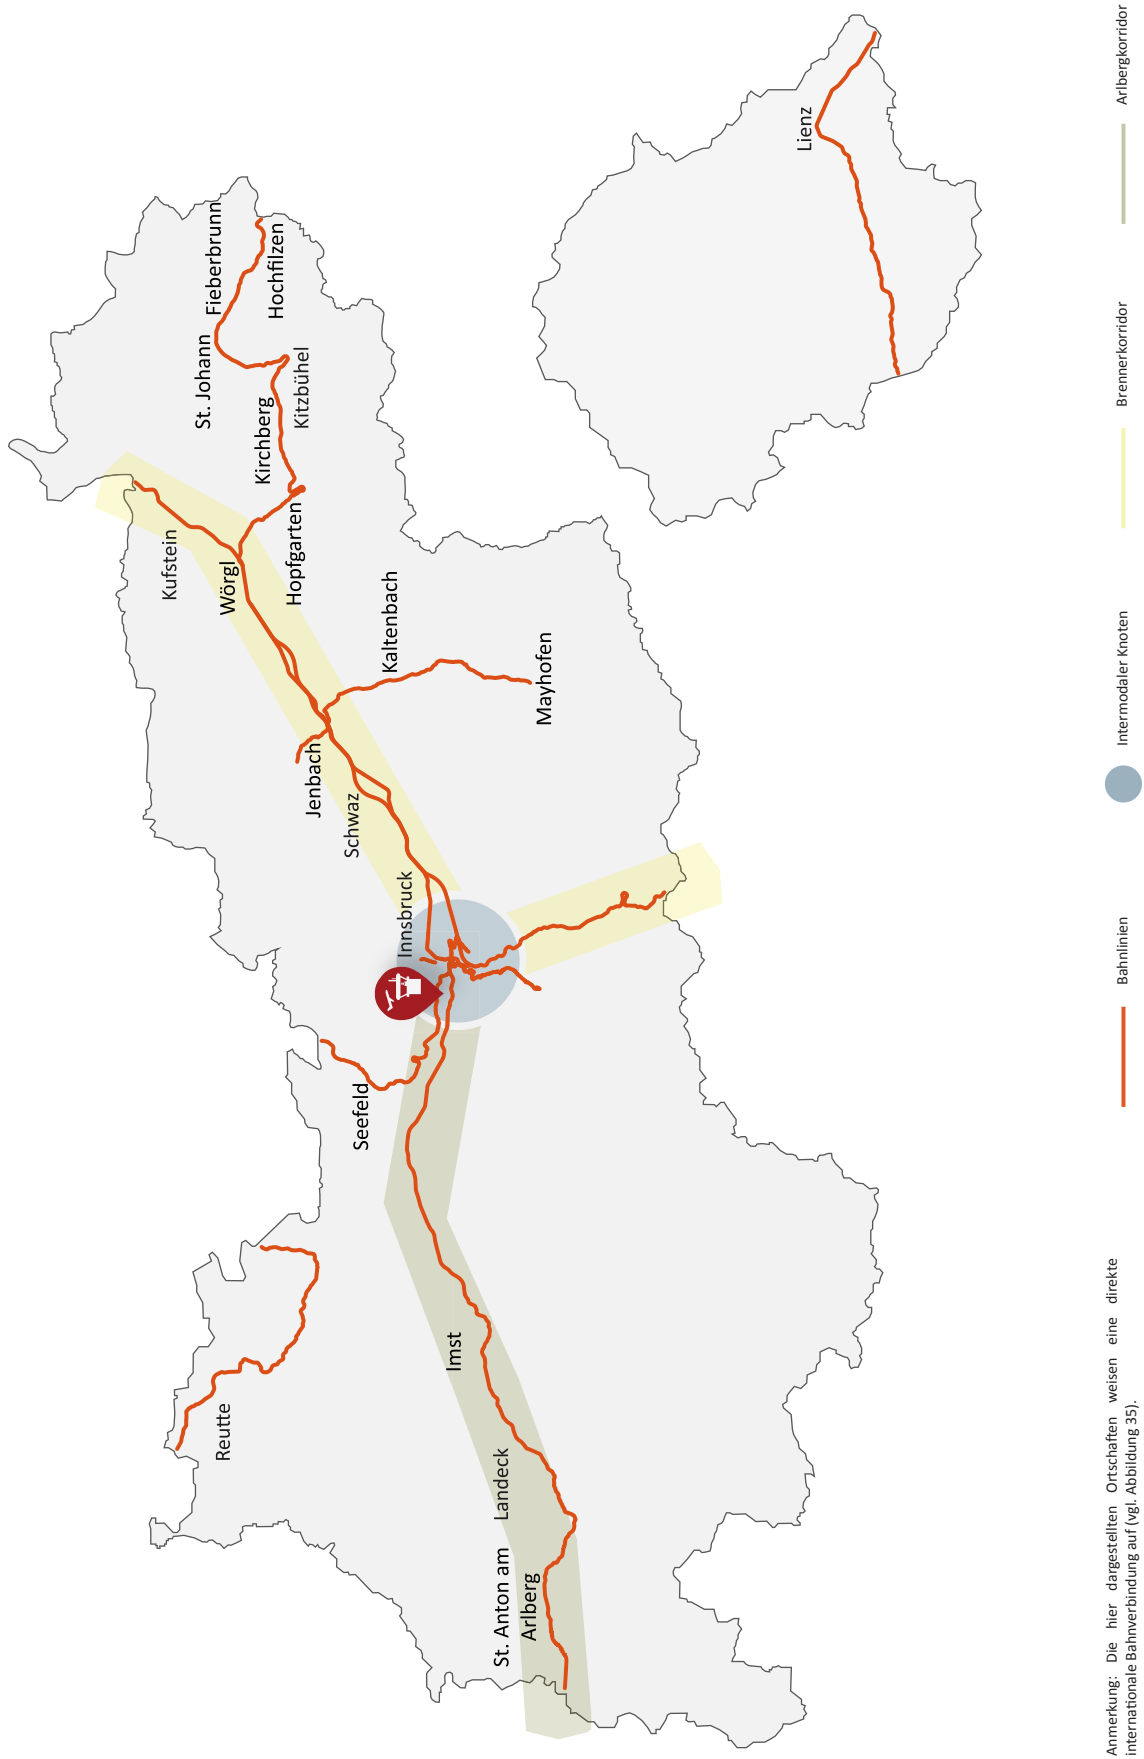 Fieberbrunn
Hochfilzen
St. Johann
Kitzbühel
Kirchberg
Hopfgarten
Kufstein
Wörgl
Kaltenbach
Mayhofen
Jenbach
Schwaz
Innsbruck
Seefeld
Imst
Reutte
Landeck
St. Anton am
Arlberg
Lienz
Bahnlinien
Intermodaler Knoten
Brennerkorridor
Arlbergkorridor
Anmerkung: Die hier dargestellten Ortschaften weisen eine direkte
internationale Bahnverbindung auf (vgl. Abbildung 35).